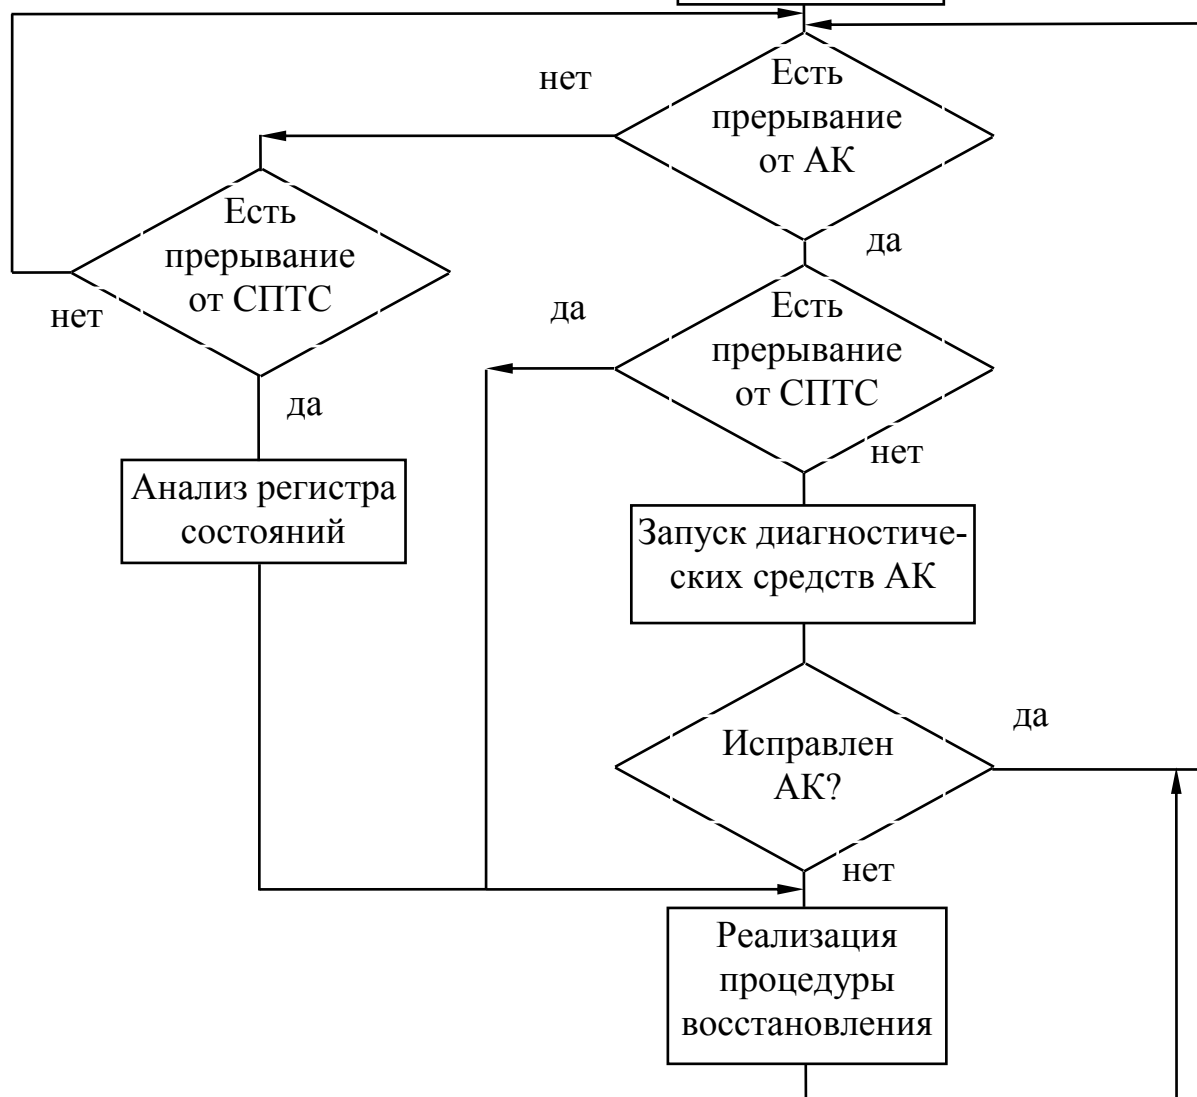 нет
Есть
прерывание
от АК
да
Есть
прерывание
от СПТС
нет
да
Есть
прерывание
от СПТС
да
нет
Анализ регистра
состояний
Запуск диагностиче-
ских средств АК
да
Исправлен
АК?
нет
Реализация
процедуры
восстановления